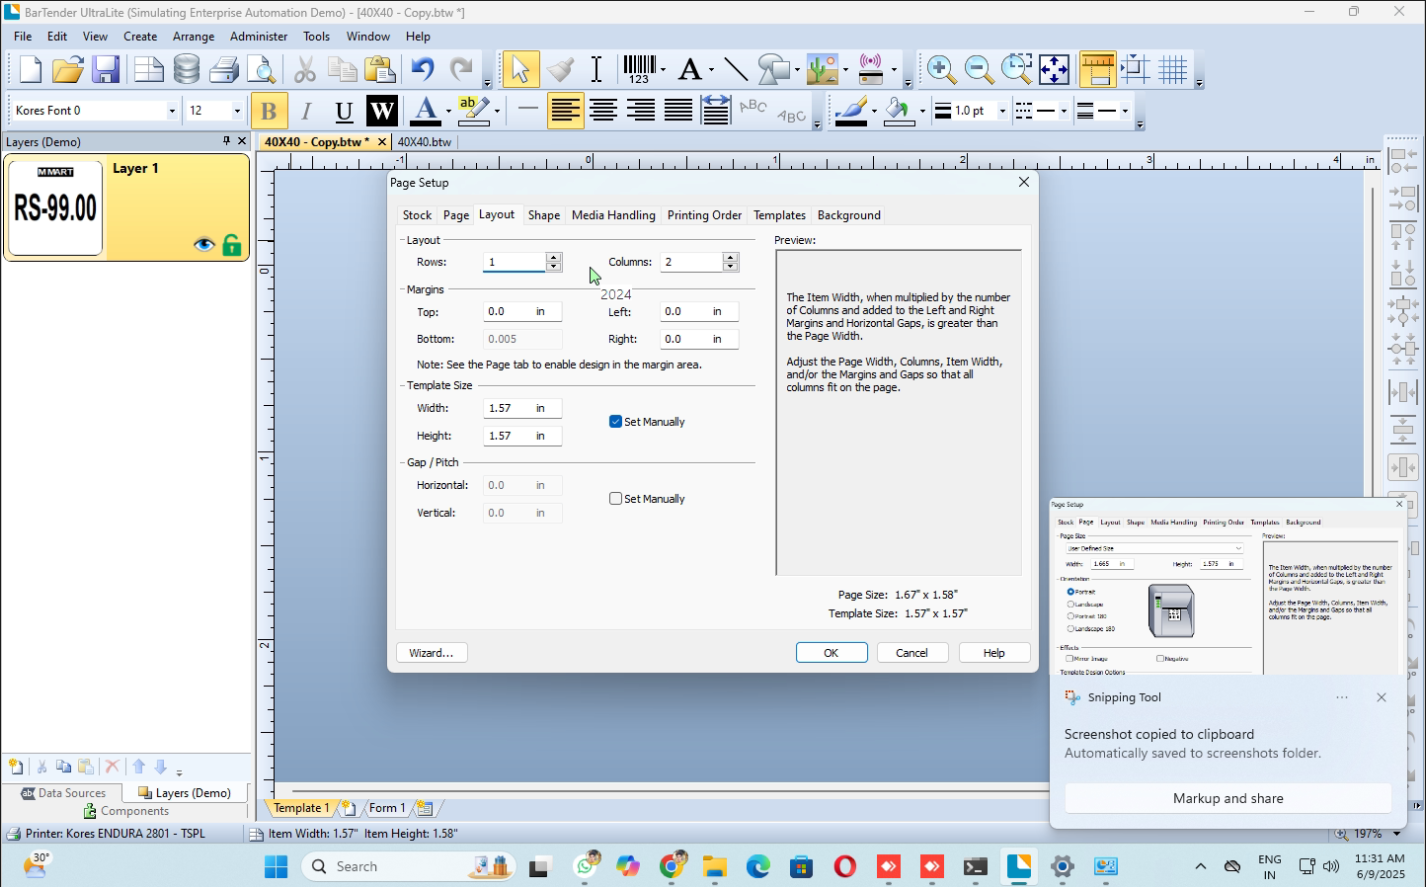 BarTender UltraLite (Simulating Enterprise Automation Demo) - [40X40 - Copy.btw *]
File Edit View Create Arrange Administer Tools Window Help
123
A
Kores Font 0 12 B I U W A ab ABC ABC 1.0 pt
Layers (Demo)
40X40 - Copy.btw * 40X40.btw
-1 0 1 2 3 4 in
M MART
RS-99.00
Layer 1
0
1
2
Page Setup
Stock Page Layout Shape Media Handling Printing Order Templates Background
Layout
Rows: 1 Columns: 2
2024
Margins
Top: 0.0 in Left: 0.0 in
Bottom: 0.005 Right: 0.0 in
Note: See the Page tab to enable design in the margin area.
Template Size
Width: 1.57 in
Set Manually
Height: 1.57 in
Gap / Pitch
Horizontal: 0.0 in
Set Manually
Vertical: 0.0 in
Preview:
The Item Width, when multiplied by the number
of Columns and added to the Left and Right
Margins and Horizontal Gaps, is greater than
the Page Width.
Adjust the Page Width, Columns, Item Width,
and/or the Margins and Gaps so that all
columns fit on the page.
Page Size: 1.67" x 1.58"
Template Size: 1.57" x 1.57"
Wizard... OK Cancel Help
Page Setup
Stock Page Layout Shape Media Handling Printing Order Templates Background
Page Size
User Defined Size
Width: 1.665 in Height: 1.575 in
Orientation
Portrait
Landscape
Portrait 180
Landscape 180
Effects
Mirror Image Negative
Template Design Options
Preview:
The Item Width, when multiplied by the number
of Columns and added to the Left and Right
Margins and Horizontal Gaps, is greater than
the Page Width.
Adjust the Page Width, Columns, Item Width,
and/or the Margins and Gaps so that all
columns fit on the page.
Snipping Tool
Screenshot copied to clipboard
Automatically saved to screenshots folder.
Markup and share
Data Sources Layers (Demo)
Components
Template 1 Form 1
Printer: Kores ENDURA 2801 - TSPL Item Width: 1.57" Item Height: 1.58" 197%
30°
Search
ENG
IN
11:31 AM
6/9/2025